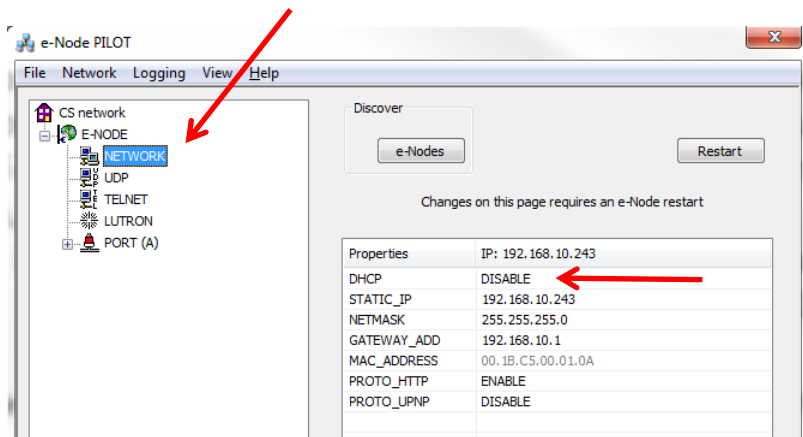 e-Node PILOT
File Network Logging View Help
CS network
E-NODE
NETWORK
UDP
TELNET
LUTRON
PORT (A)
Discover
e-Nodes
Restart
Changes on this page requires an e-Node restart
Properties IP: 192.168.10.243
DHCP DISABLE
STATIC_IP 192.168.10.243
NETMASK 255.255.255.0
GATEWAY_ADD 192.168.10.1
MAC_ADDRESS 00.1B.C5.00.01.0A
PROTO_HTTP ENABLE
PROTO_UPNP DISABLE